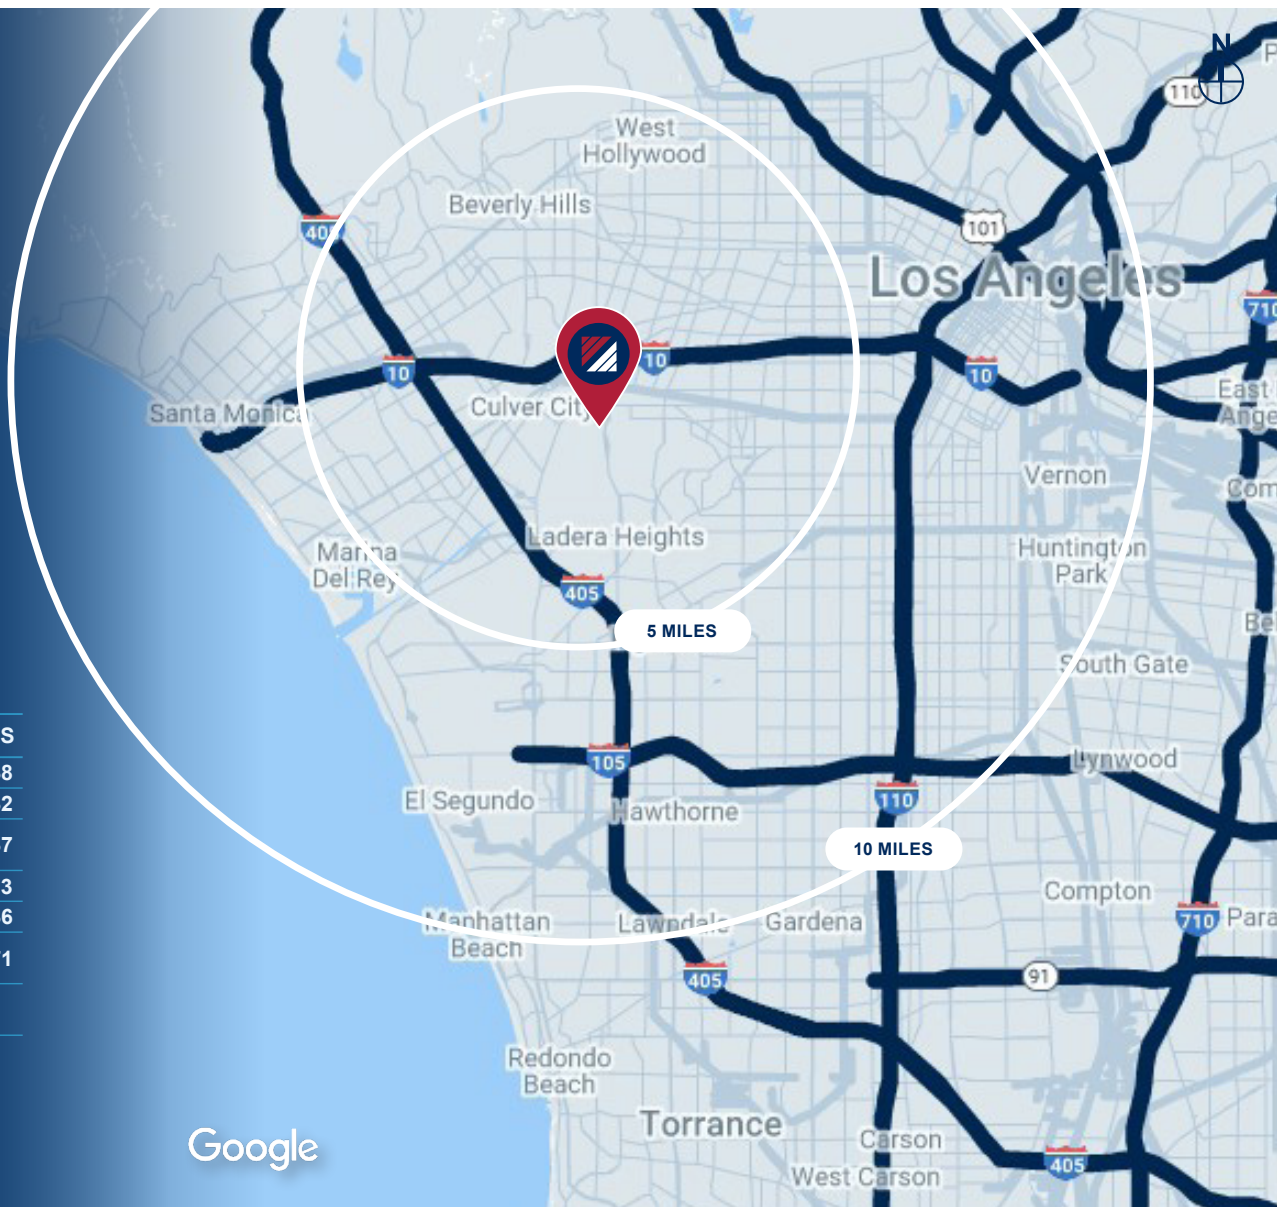 N
110
West
Hollywood
Beverly Hills
405
101
Los Angeles
710
10
10
10
Santa Monica
Culver City
East
Vernon
Ladera Heights
Marina
Del Rey
Huntington
Park
405
5 MILES
South Gate
S
8
2
7
3
6
1
105
Lynwood
El Segundo
Hawthorne
110
10 MILES
Compton
Manhattan
Beach
Lawndale
Gardena
710
405
91
Redondo
Beach
Torrance
Google
Carson
West Carson
405